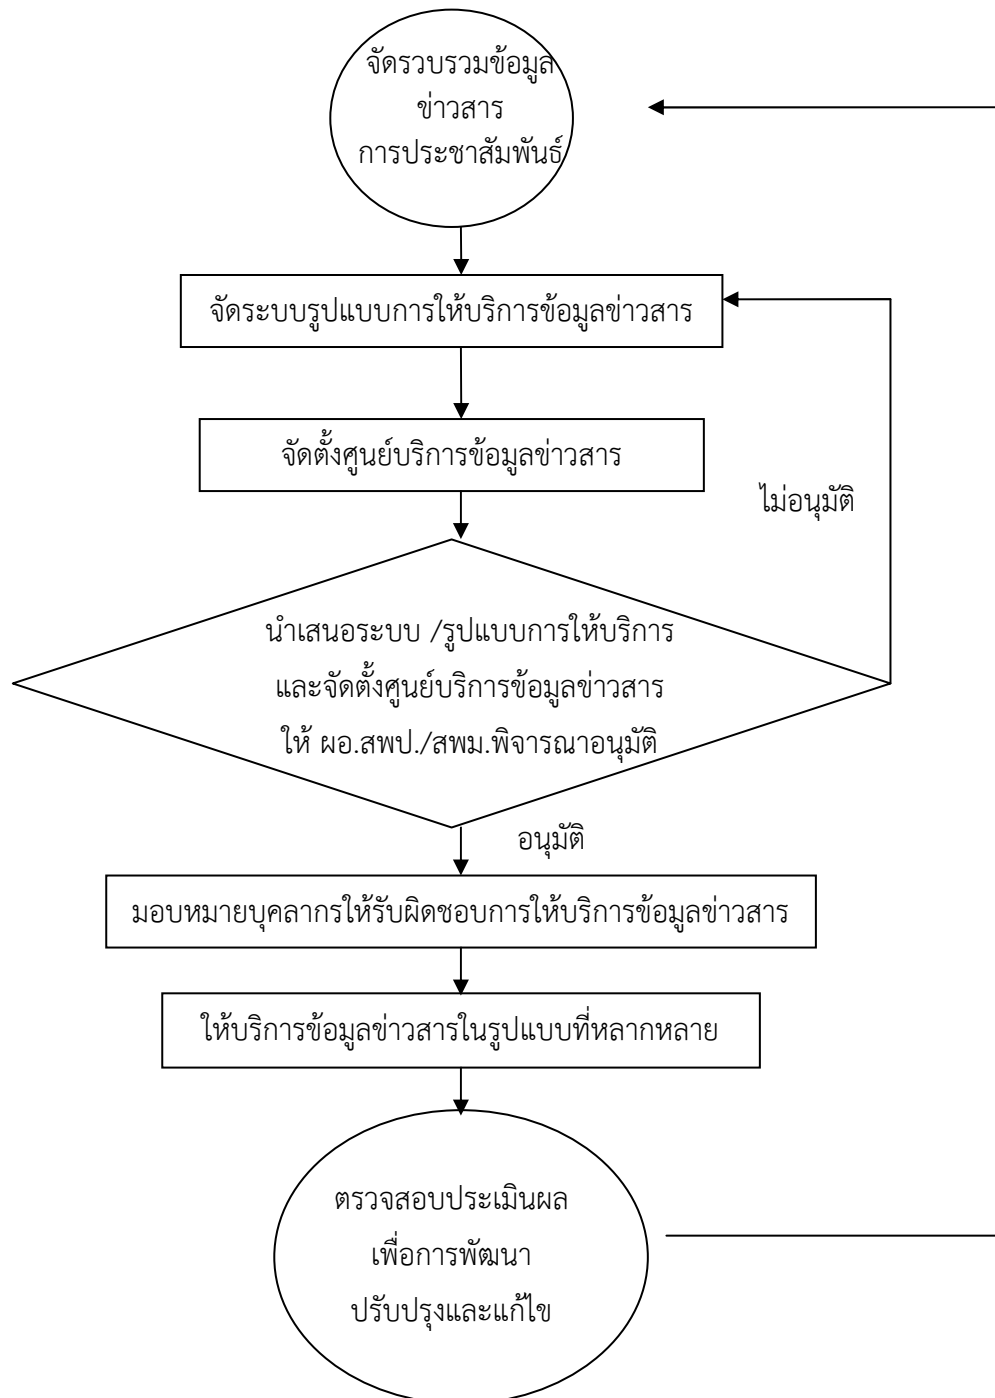 จัดรวบรวมข้อมูล
ข่าวสาร
การประชาสัมพันธ์
จัดระบบรูปแบบการให้บริการข้อมูลข่าวสาร
จัดตั้งศูนย์บริการข้อมูลข่าวสาร
ไม่อนุมัติ
นำเสนอระบบ /รูปแบบการให้บริการ
และจัดตั้งศูนย์บริการข้อมูลข่าวสาร
ให้ ผอ.สพป./สพม.พิจารณาอนุมัติ
อนุมัติ
มอบหมายบุคลากรให้รับผิดชอบการให้บริการข้อมูลข่าวสาร
ให้บริการข้อมูลข่าวสารในรูปแบบที่หลากหลาย
ตรวจสอบประเมินผล
เพื่อการพัฒนา
ปรับปรุงและแก้ไข